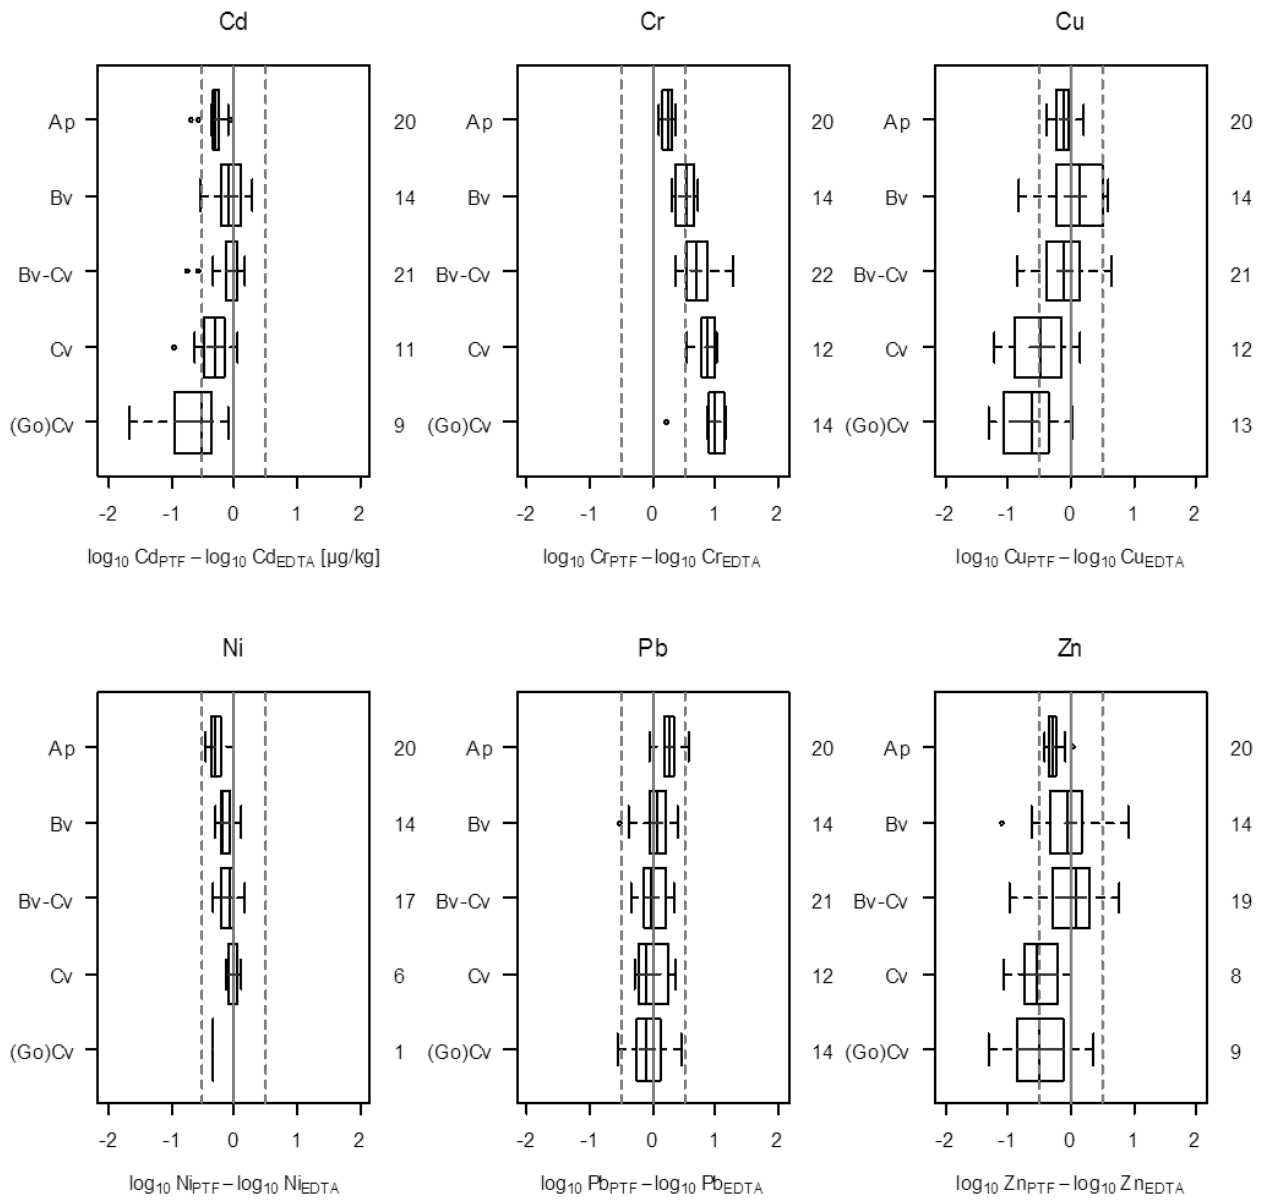 Cd Cr Cu
Ap 20 Ap 20 Ap 20
Bv 14 Bv 14 Bv 14
Bv-Cv 21 Bv-Cv 22 Bv-Cv 21
Cv 11 Cv 12 Cv 12
(Go)Cv 9 (Go)Cv 14 (Go)Cv 13
-2 -1 0 1 2 -2 -1 0 1 2 -2 -1 0 1 2
log10 CdPTF – log10 CdEDTA [µg/kg] log10 CrPTF – log10 CrEDTA log10 CuPTF – log10 CuEDTA
Ni Pb Zn
Ap 20 Ap 20 Ap 20
Bv 14 Bv 14 Bv 14
Bv-Cv 17 Bv-Cv 21 Bv-Cv 19
Cv 6 Cv 12 Cv 8
(Go)Cv 1 (Go)Cv 14 (Go)Cv 9
-2 -1 0 1 2 -2 -1 0 1 2 -2 -1 0 1 2
log10 NiPTF – log10 NiEDTA log10 PbPTF – log10 PbEDTA log10 ZnPTF – log10 ZnEDTA